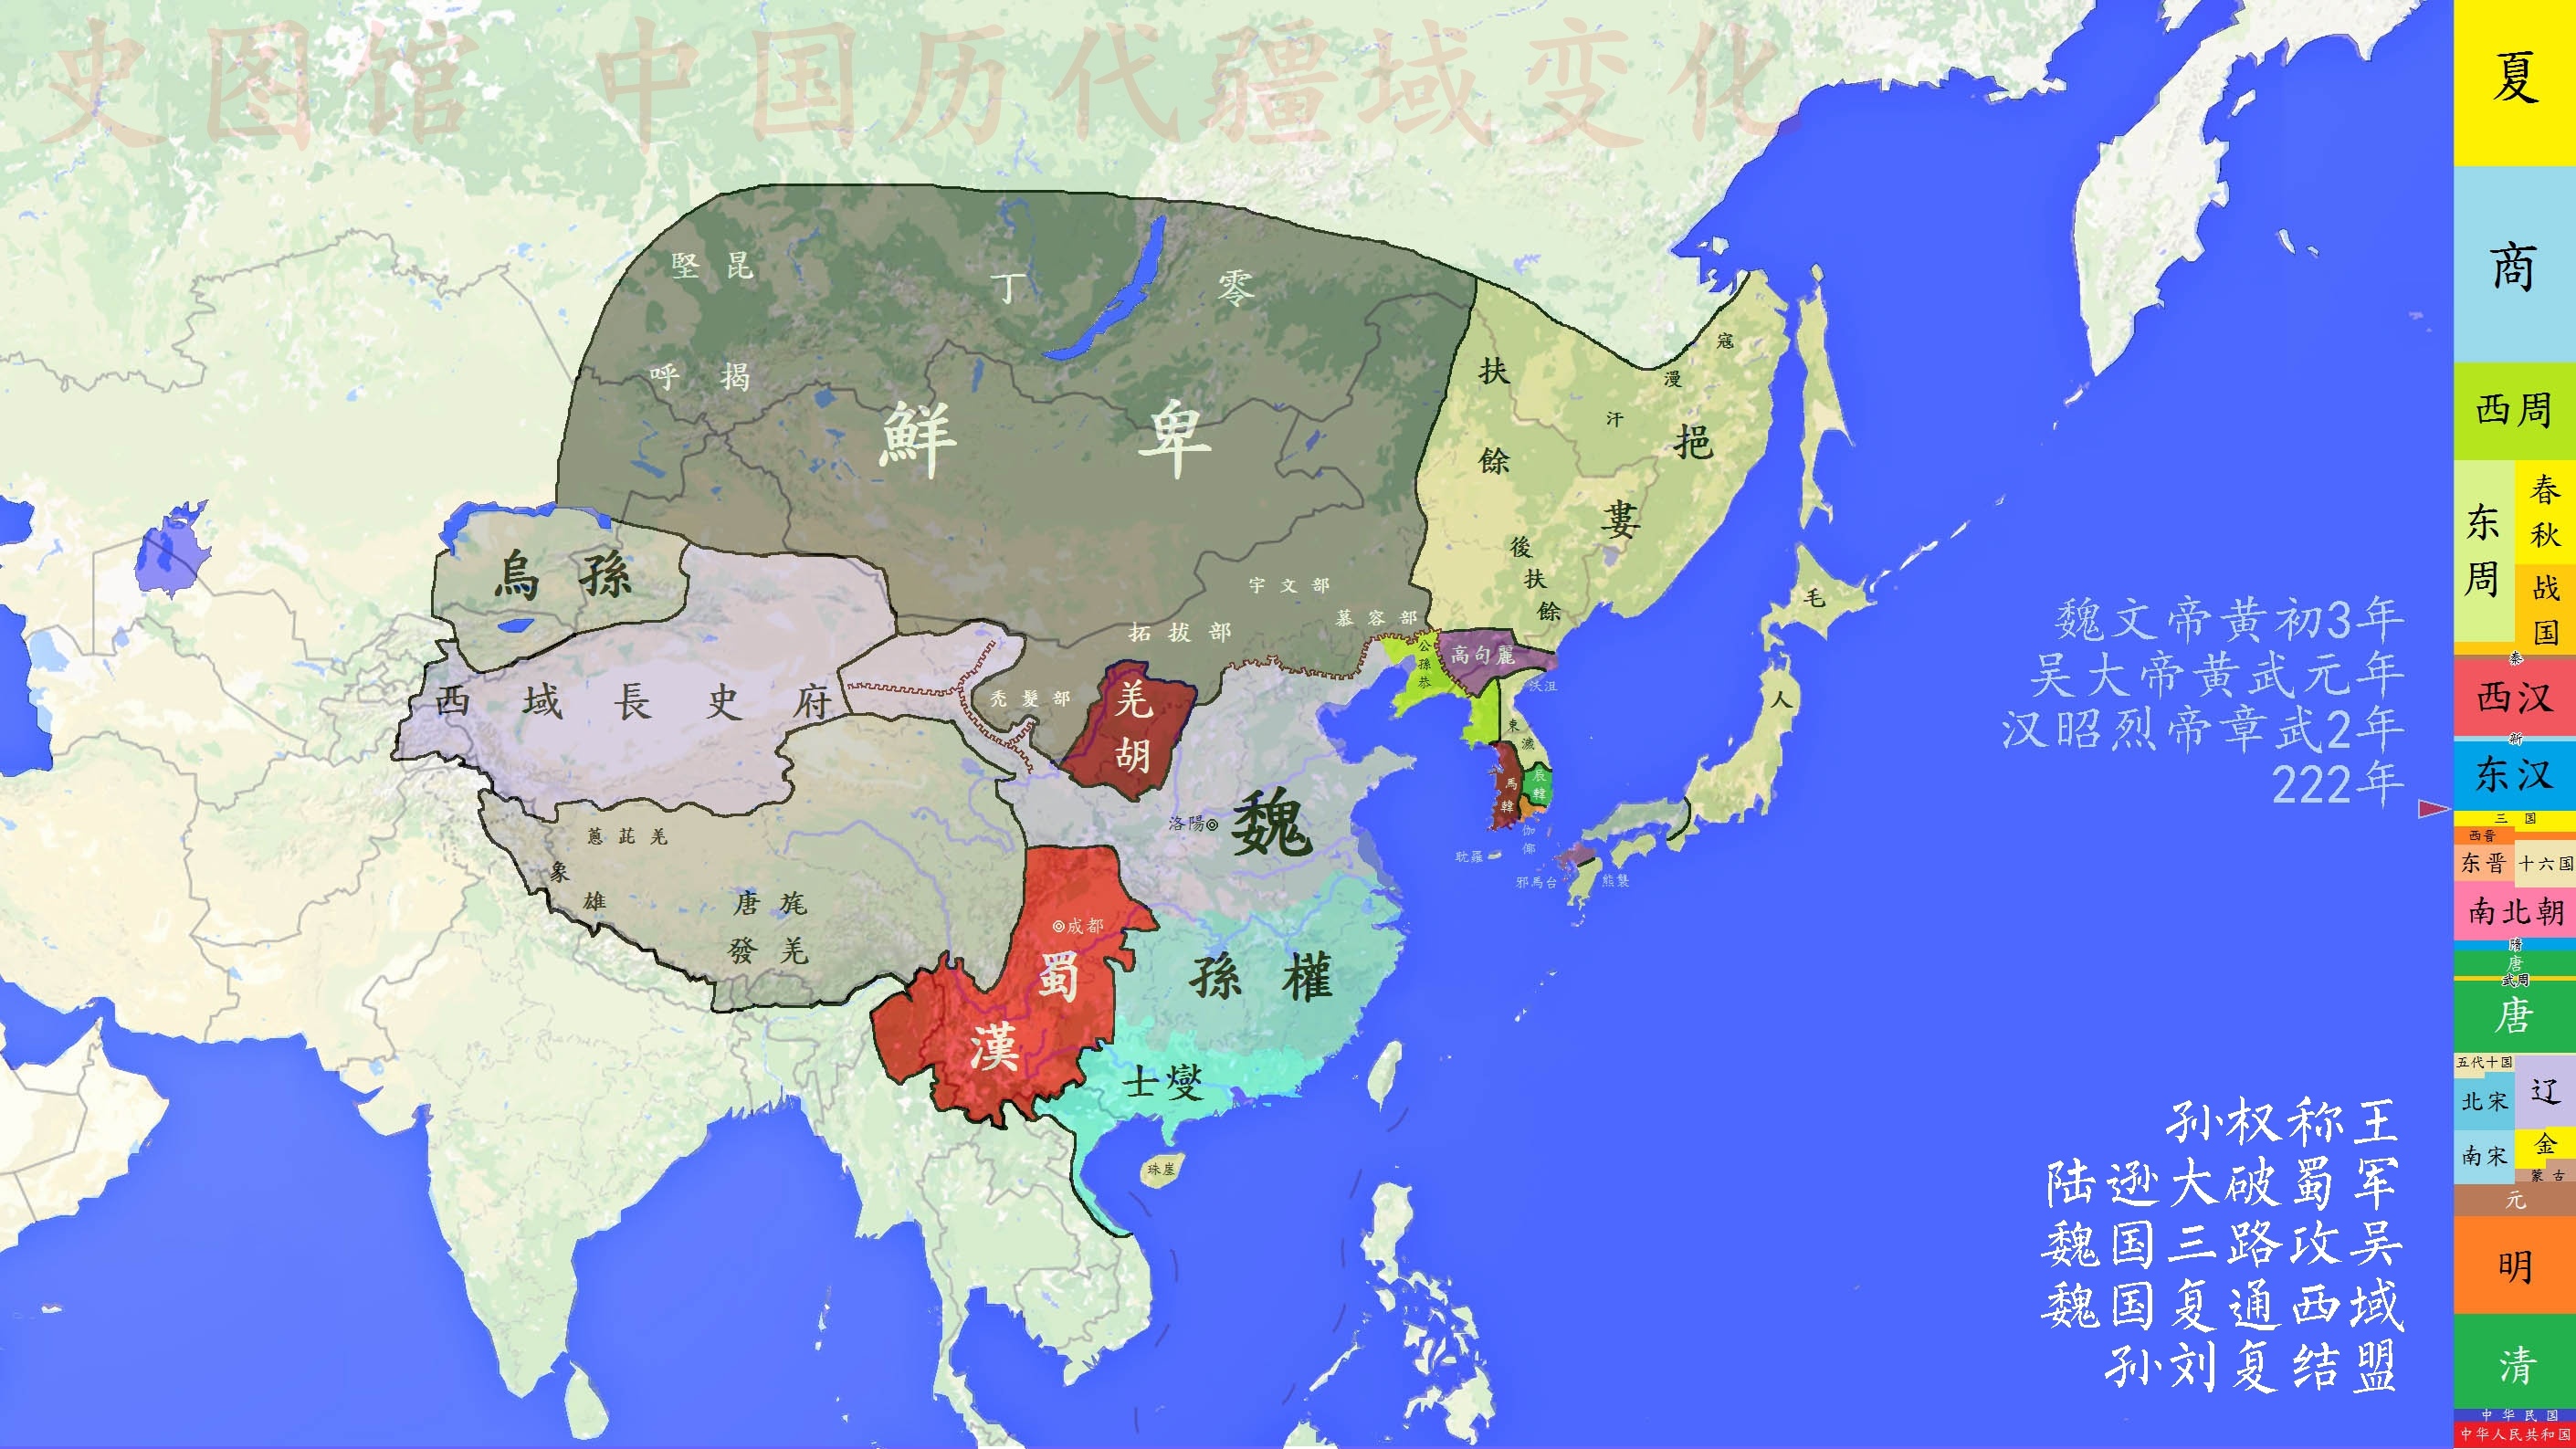 史图馆 中国历代疆域变化
堅昆
丁零
呼揭
鮮卑
扶餘
寇漫汗
挹婁
後扶餘
烏孫
宇文部
慕容部
拓拔部
禿髮部
西域長史府
羌胡
公孫恭
高句麗
沃沮
東濊
馬韓
辰韓
伽倻
耽羅
邪馬台
熊襲
毛人
洛陽
魏
蔥茈羌
象雄
唐旄
發羌
成都
蜀漢
孫權
士燮
珠崖
魏文帝黄初3年
吴大帝黄武元年
汉昭烈帝章武2年
222年
孙权称王
陆逊大破蜀军
魏国三路攻吴
魏国复通西域
孙刘复结盟
夏
商
西周
东周
春秋
战国
秦
西汉
新
东汉
三国
西晋
东晋
十六国
南北朝
隋
唐
武周
唐
五代十国
辽
北宋
南宋
金
蒙古
元
明
清
中华民国
中华人民共和国